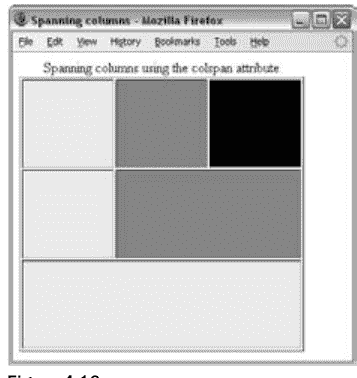 Spanning columns - Mozilla Firefox
File Edit View History Bookmarks Tools Help
Spanning columns using the colspan attribute